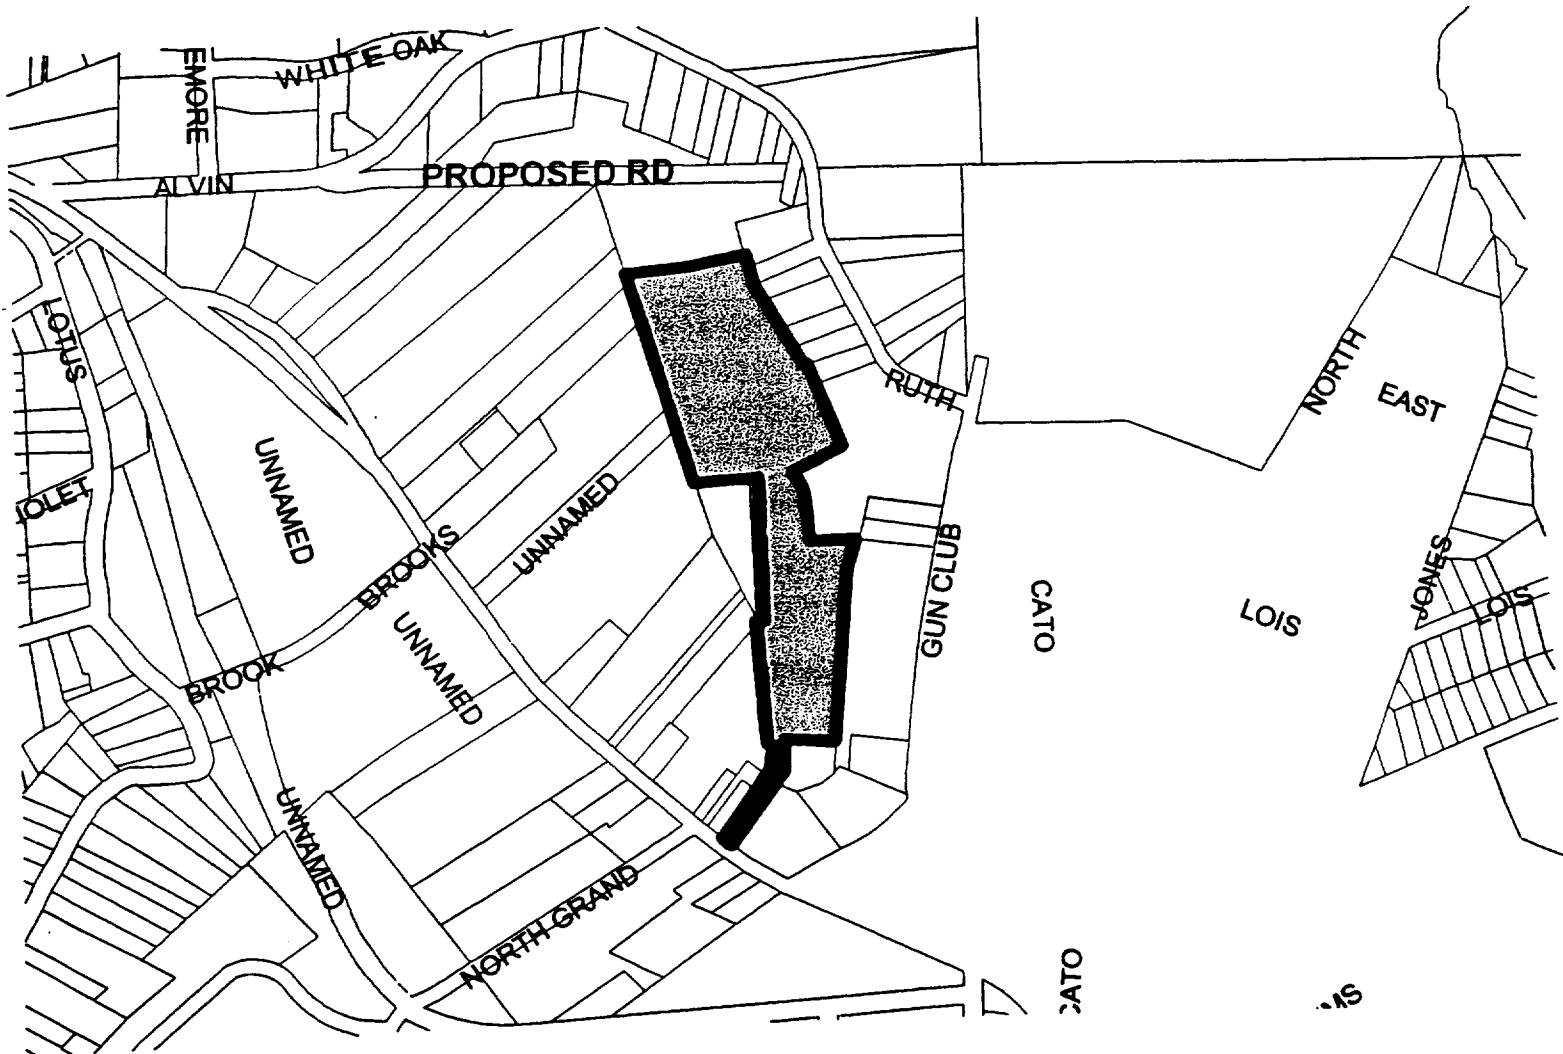 WHITE OAK
EMORE
ALVIN
PROPOSED RD
LOTUS
RUTH
NORTH
EAST
UNNAMED
UNNAMED
BROOKS
UNNAMED
BROOK
UNNAMED
NORTH GRAND
GUN CLUB
CATO
LOIS
JONES
LOIS
CATO